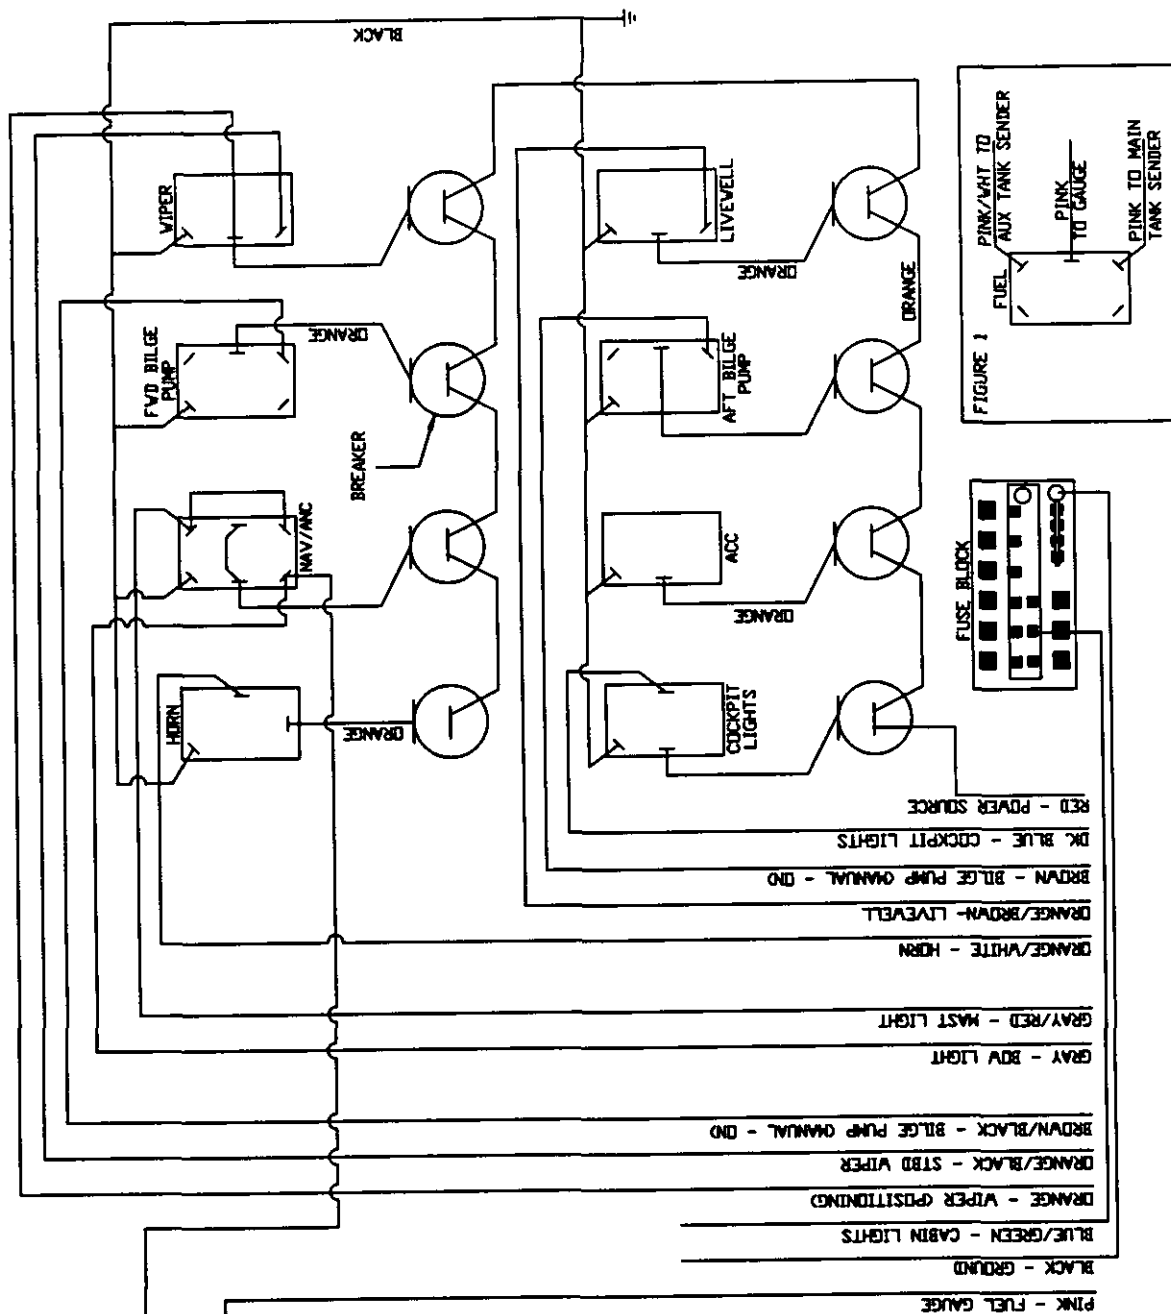 BLACK
WIPER
FWD BILGE
PUMP
ORANGE
BREAKER
NAV/ANC
HORN
ORANGE
LIVEWELL
ORANGE
ORANGE
AFT BILGE
PUMP
ACC
ORANGE
COCKPIT
LIGHTS
FIGURE 1
FUEL
PINK/WHT TO
AUX TANK SENDER
PINK
TO GAUGE
PINK TO MAIN
TANK SENDER
FUSE BLOCK
RED - POWER SOURCE
DK. BLUE - COCKPIT LIGHTS
BROWN - BILGE PUMP (MANUAL - ON)
ORANGE/BROWN- LIVEWELL
ORANGE/WHITE - HORN
GRAY/RED - MAST LIGHT
GRAY - BOW LIGHT
BROWN/BLACK - BILGE PUMP (MANUAL - ON)
ORANGE/BLACK - STBD WIPER
ORANGE - WIPER (POSITIONING)
BLUE/GREEN - CABIN LIGHTS
BLACK - GROUND
PINK - FUEL GAUGE